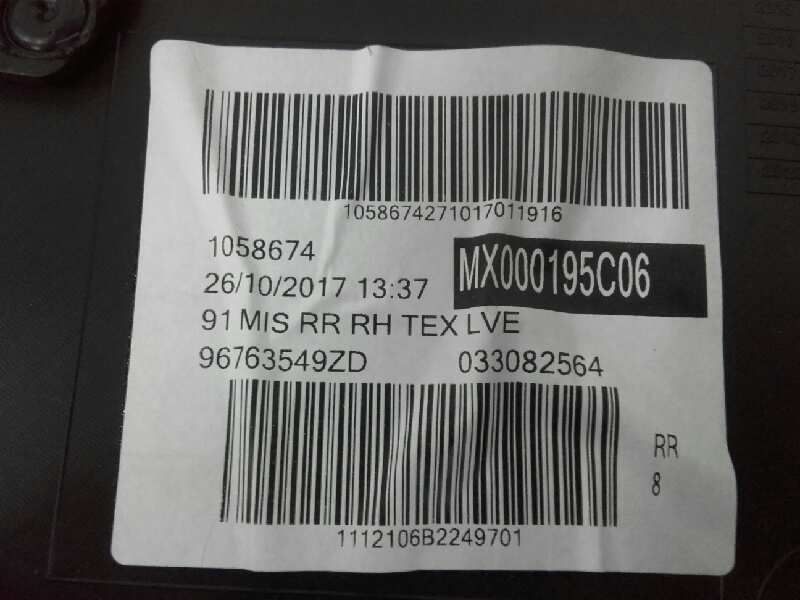 1058674271017011916
1058674
26/10/2017 13:37
MX000195C06
91 MIS RR RH TEX LVE
96763549ZD 033082564
RR
8
1112106B2249701